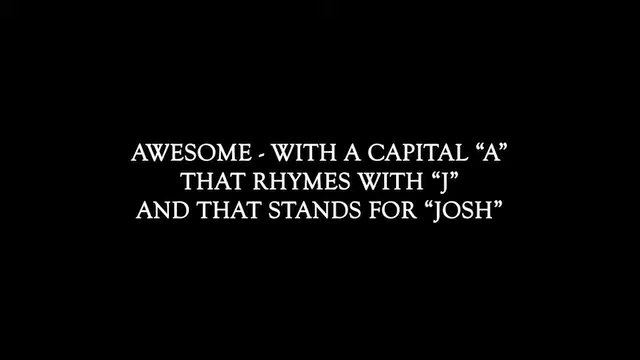 AWESOME - WITH A CAPITAL “A”
THAT RHYMES WITH “J”
AND THAT STANDS FOR “JOSH”